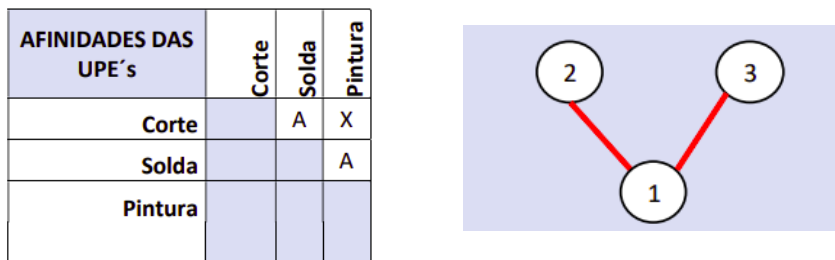 AFINIDADES DAS
UPE´s
Corte
Solda
Pintura
Corte
A
X
Solda
A
Pintura
2
3
1